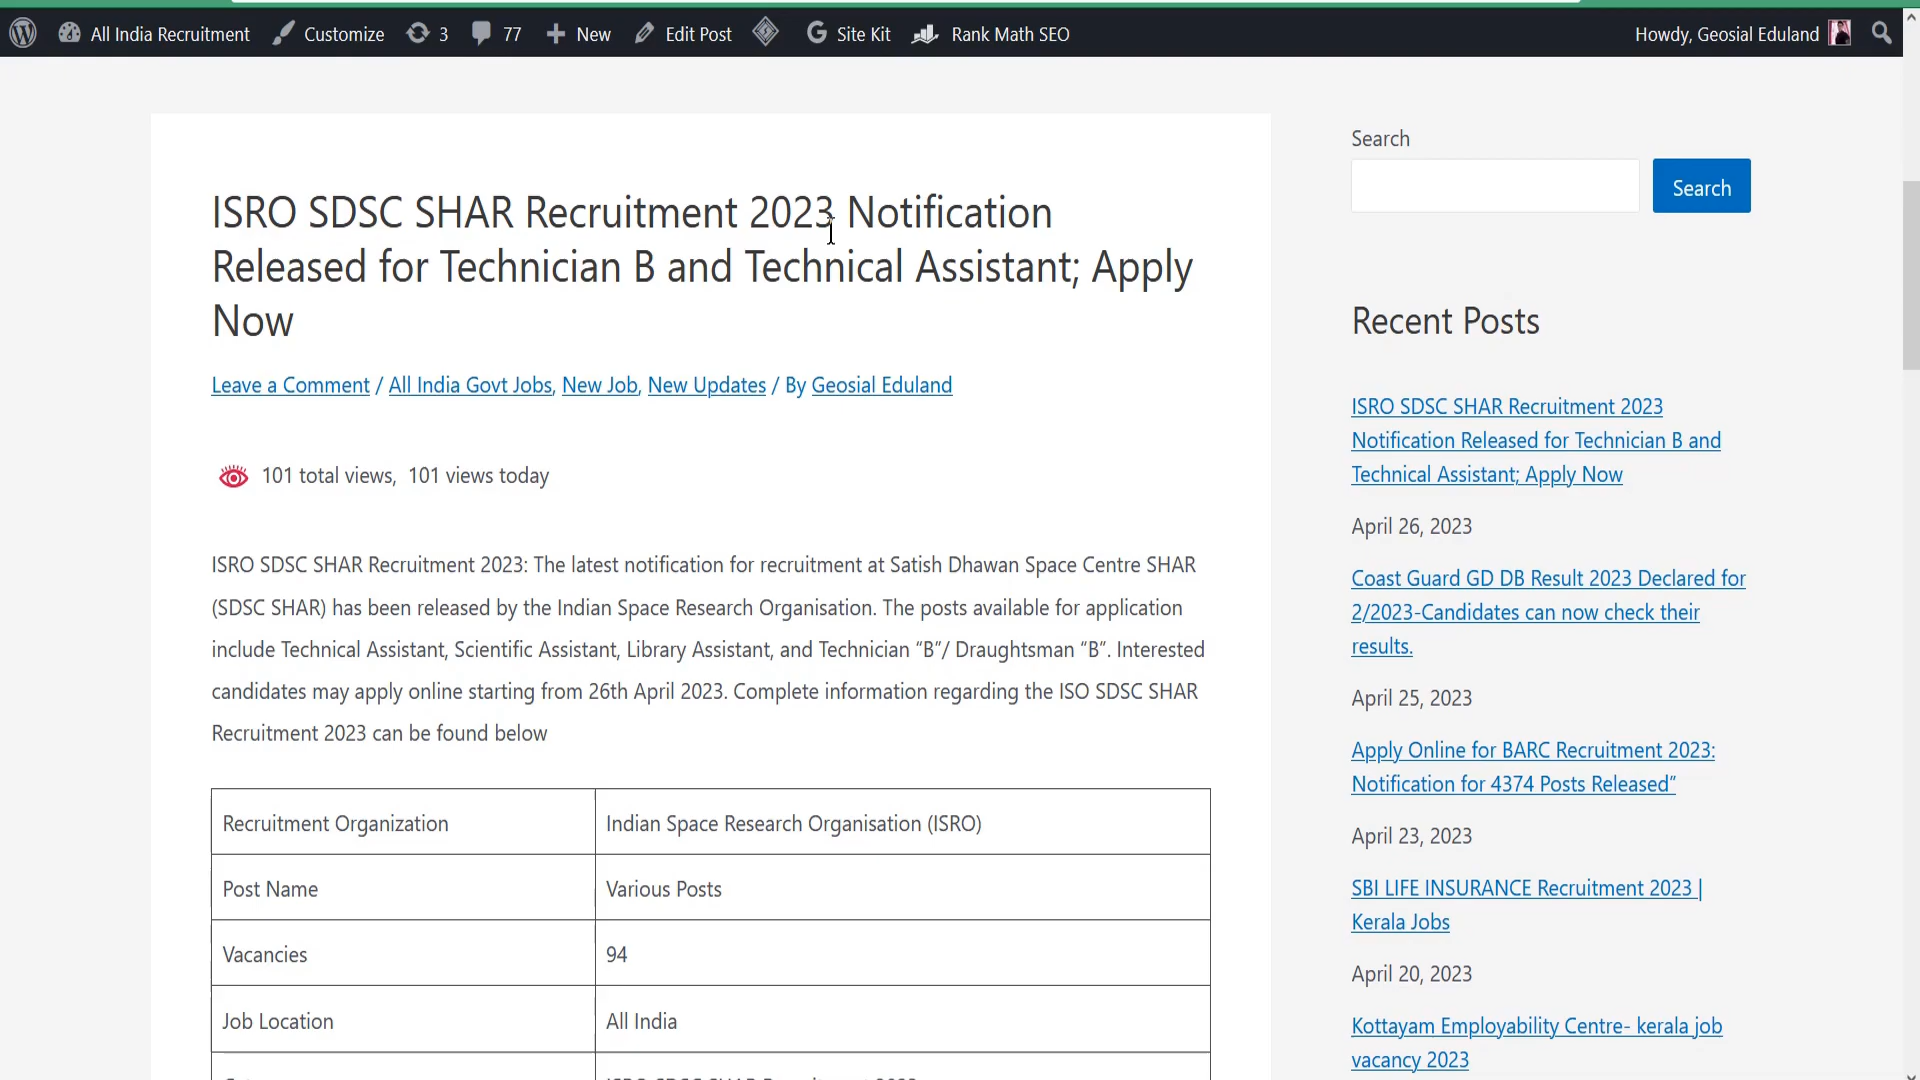 All India Recruitment Customize 3 77 New Edit Post Site Kit Rank Math SEO Howdy, Geosial Eduland
ISRO SDSC SHAR Recruitment 2023 Notification
Released for Technician B and Technical Assistant; Apply
Now
Leave a Comment / All India Govt Jobs, New Job, New Updates / By Geosial Eduland
101 total views, 101 views today
ISRO SDSC SHAR Recruitment 2023: The latest notification for recruitment at Satish Dhawan Space Centre SHAR
(SDSC SHAR) has been released by the Indian Space Research Organisation. The posts available for application
include Technical Assistant, Scientific Assistant, Library Assistant, and Technician “B”/ Draughtsman “B”. Interested
candidates may apply online starting from 26th April 2023. Complete information regarding the ISO SDSC SHAR
Recruitment 2023 can be found below
Recruitment Organization Indian Space Research Organisation (ISRO)
Post Name Various Posts
Vacancies 94
Job Location All India
Search
Search
Recent Posts
ISRO SDSC SHAR Recruitment 2023
Notification Released for Technician B and
Technical Assistant; Apply Now
April 26, 2023
Coast Guard GD DB Result 2023 Declared for
2/2023-Candidates can now check their
results.
April 25, 2023
Apply Online for BARC Recruitment 2023:
Notification for 4374 Posts Released”
April 23, 2023
SBI LIFE INSURANCE Recruitment 2023 |
Kerala Jobs
April 20, 2023
Kottayam Employability Centre- kerala job
vacancy 2023